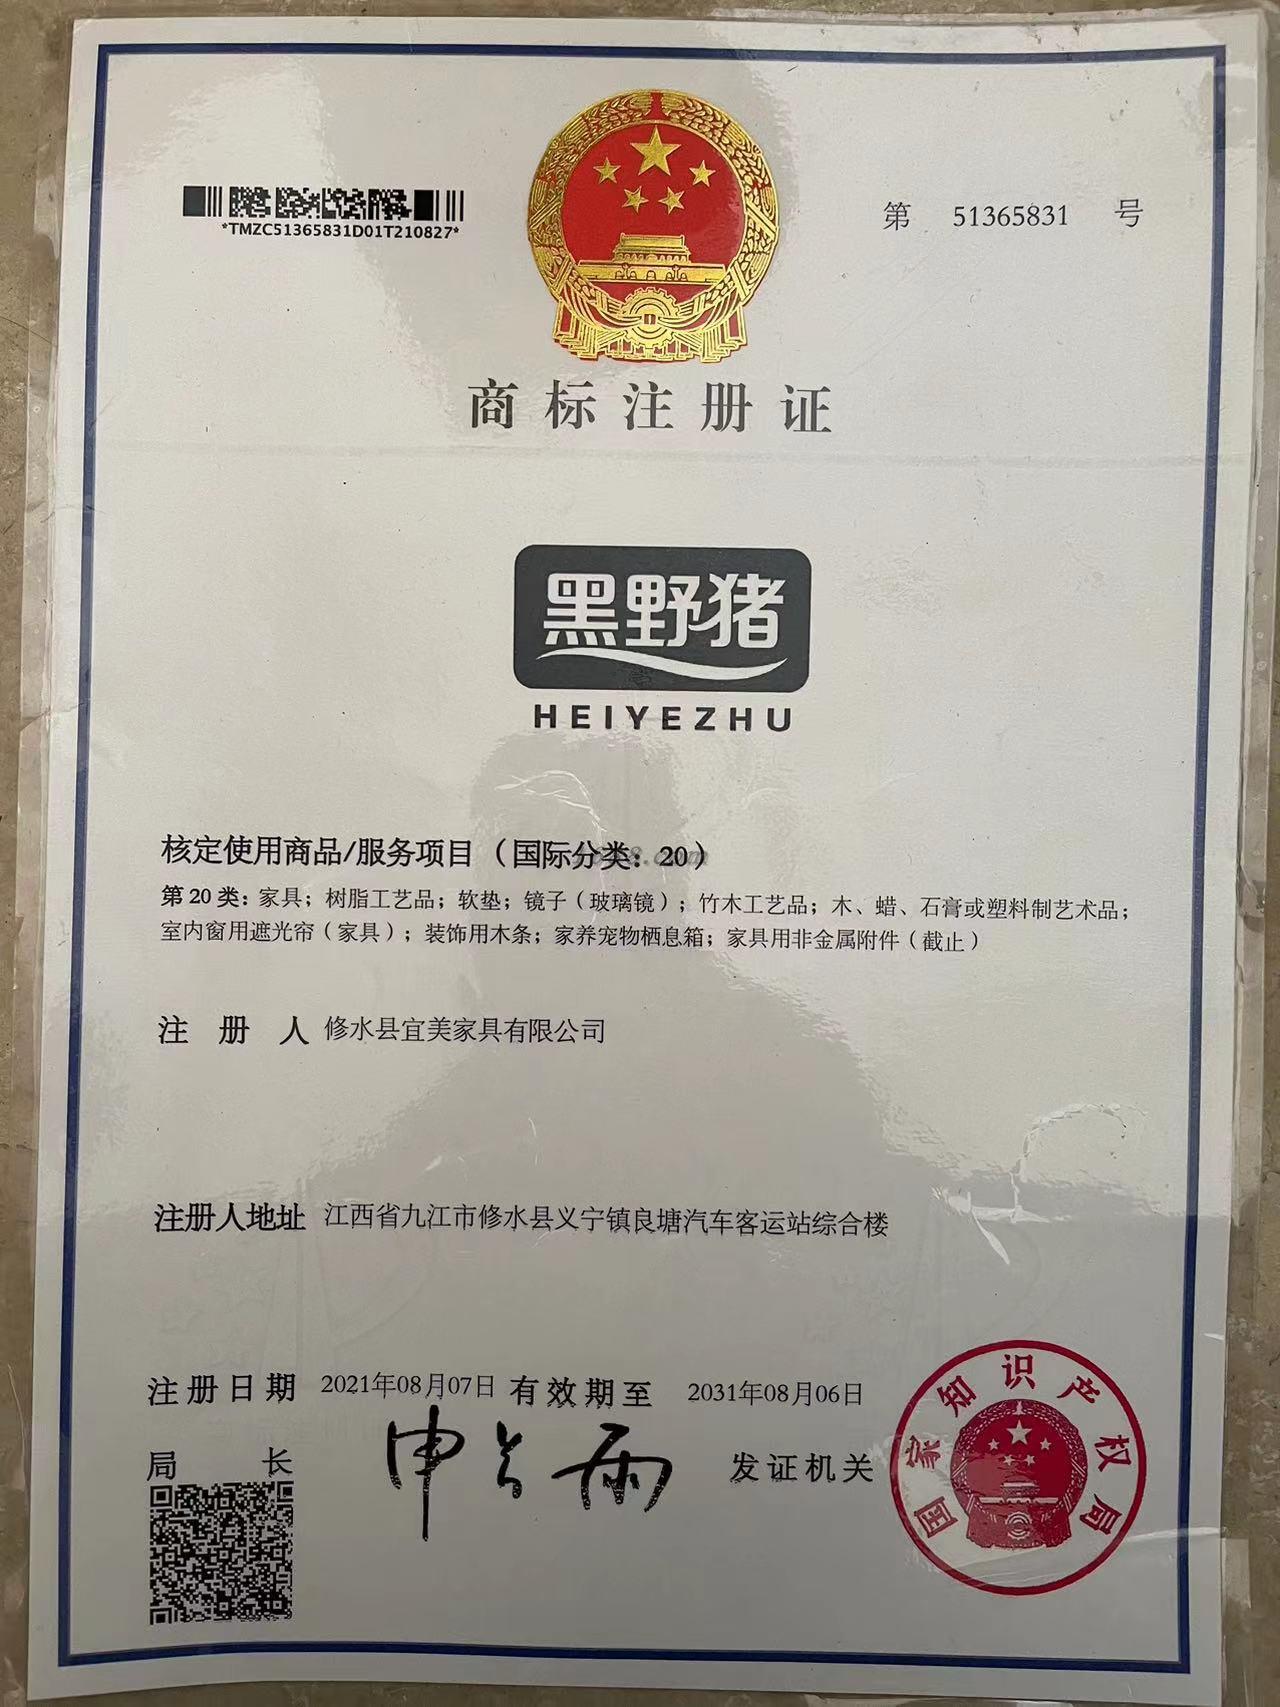 第 51365831 号
*TMZC51365831D01T210827*
商标注册证
黑野猪
HEIYEZHU
核定使用商品/服务项目（国际分类：20）
第 20 类：家具；树脂工艺品；软垫；镜子（玻璃镜）；竹木工艺品；木、蜡、石膏或塑料制艺术品；
室内窗用遮光帘（家具）；装饰用木条；家养宠物栖息箱；家具用非金属附件（截止）
注册人 修水县宜美家具有限公司
注册人地址 江西省九江市修水县义宁镇良塘汽车客运站综合楼
注册日期 2021年08月07日 有效期至 2031年08月06日
局长 申长雨 发证机关
国家知识产权局